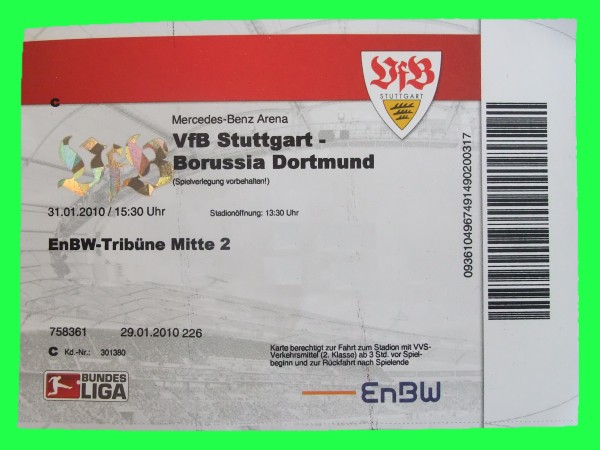 VfB
STUTTGART
C
Mercedes-Benz Arena
VfB Stuttgart -
Borussia Dortmund
(Spielverlegung vorbehalten!)
31.01.2010 / 15:30 Uhr Stadionöffnung: 13:30 Uhr
EnBW-Tribüne Mitte 2
758361 29.01.2010 226
C Kd.-Nr.: 301380
Karte berechtigt zur Fahrt zum Stadion mit VVS-
Verkehrsmittel (2. Klasse) ab 3 Std. vor Spiel-
beginn und zur Rückfahrt nach Spielende
BUNDES
LIGA
EnBW
0936104967491490200317